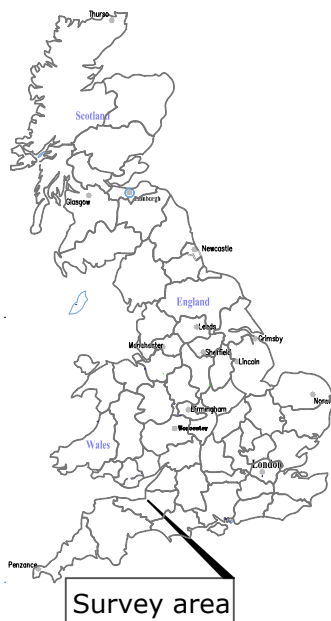 Thurso
Scotland
Edinburgh
Glasgow
Newcastle
England
Leeds
Grimsby
Manchester
Sheffield
Lincoln
Birmingham
Worcester
Wales
London
Penzance
Survey area